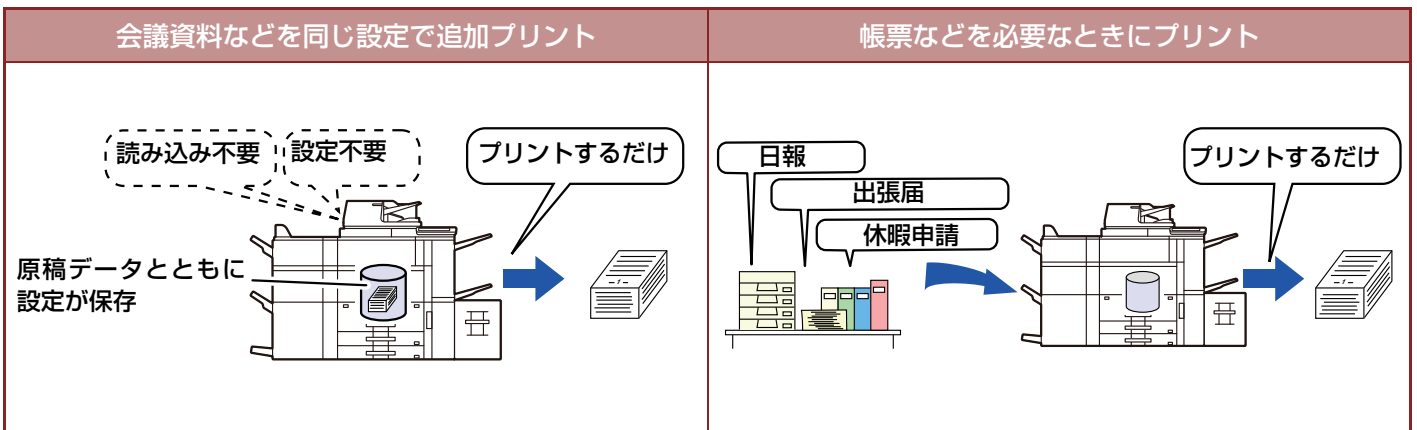 会議資料などを同じ設定で追加プリント
帳票などを必要なときにプリント
読み込み不要
設定不要
プリントするだけ
原稿データとともに
設定が保存
-1-
日報
出張届
休暇申請
プリントするだけ
-1-